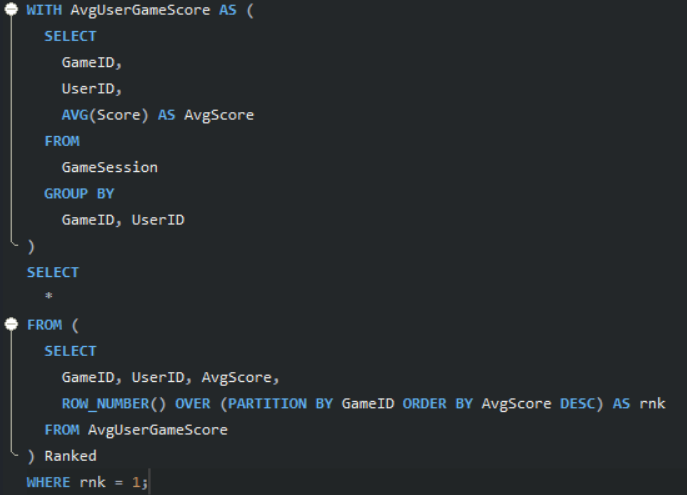 WITH AvgUserGameScore AS (
SELECT
GameID,
UserID,
AVG(Score) AS AvgScore
FROM
GameSession
GROUP BY
GameID, UserID
)
SELECT
*
FROM (
SELECT
GameID, UserID, AvgScore,
ROW_NUMBER() OVER (PARTITION BY GameID ORDER BY AvgScore DESC) AS rnk
FROM AvgUserGameScore
) Ranked
WHERE rnk = 1;